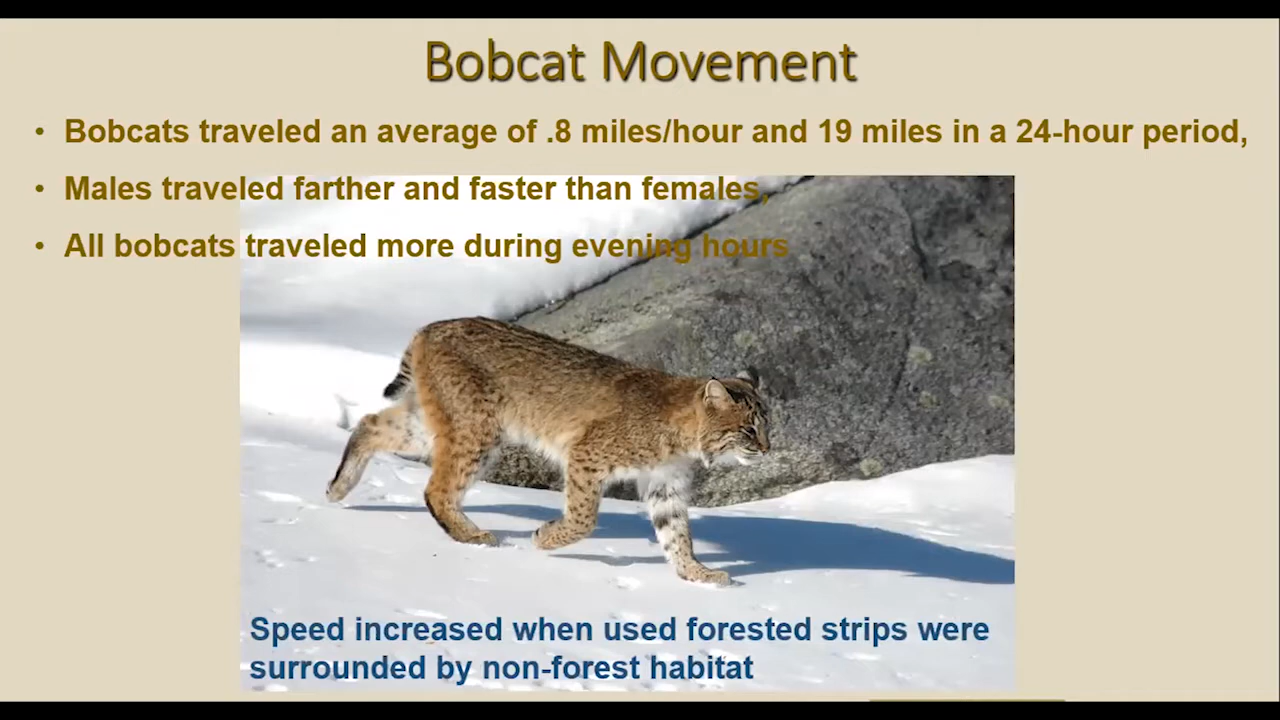 Bobcat Movement
• Bobcats traveled an average of .8 miles/hour and 19 miles in a 24-hour period,
• Males traveled farther and faster than females,
• All bobcats traveled more during evening hours
Speed increased when used forested strips were
surrounded by non-forest habitat